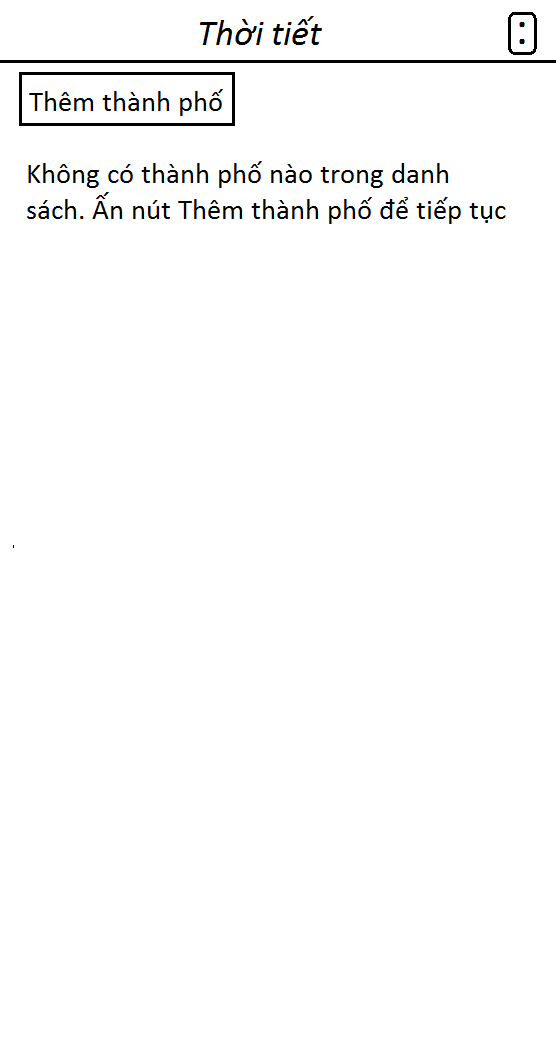 Thời tiết
Thêm thành phố
Không có thành phố nào trong danh
sách. Ấn nút Thêm thành phố để tiếp tục